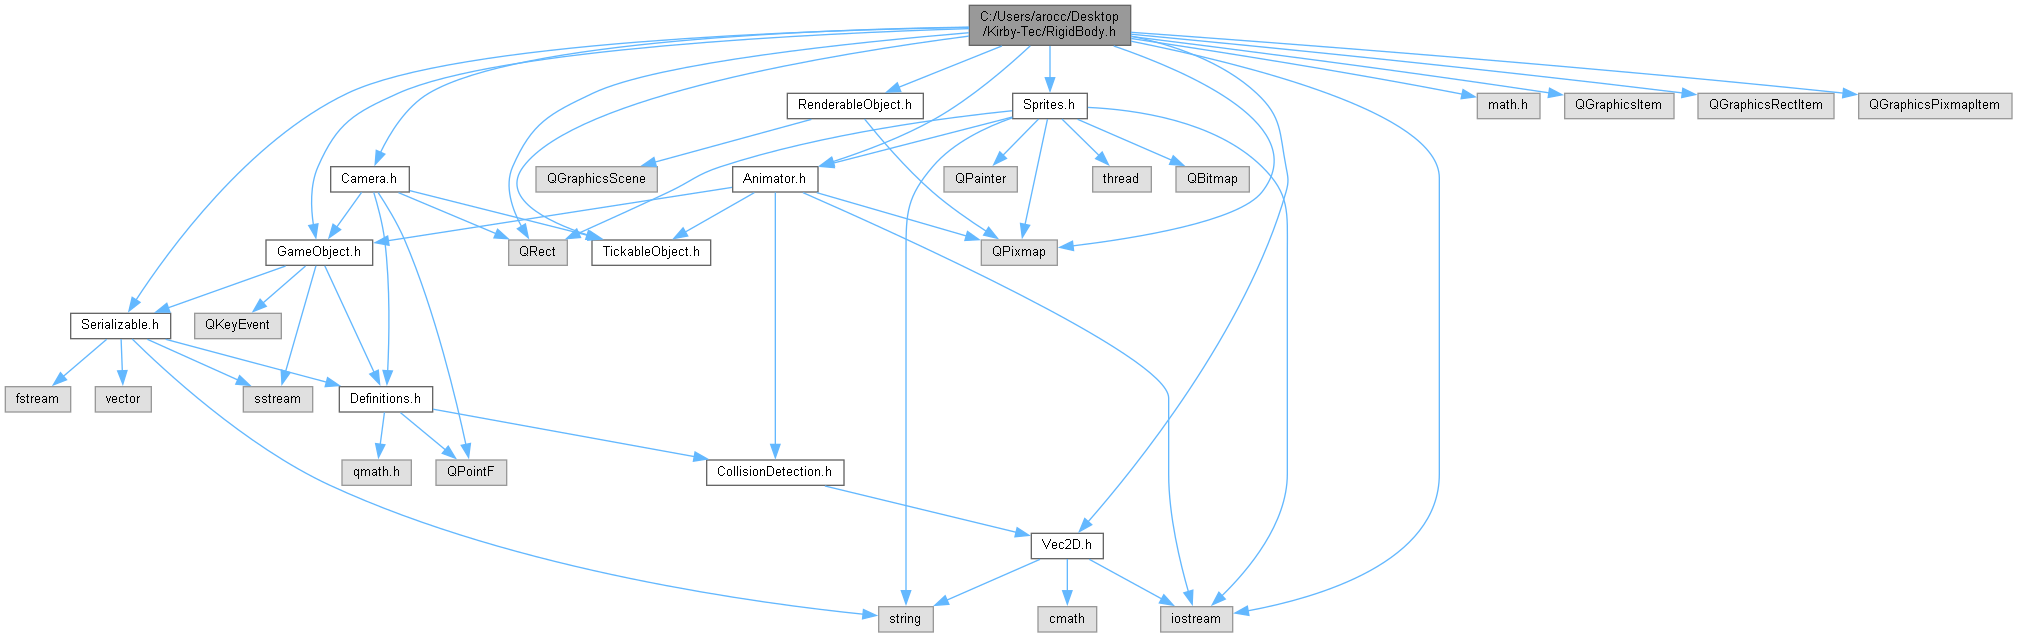 C:/Users/arocc/Desktop
/Kirby-Tec/RigidBody.h
RenderableObject.h
Sprites.h
math.h
QGraphicsItem
QGraphicsRectItem
QGraphicsPixmapItem
Camera.h
QGraphicsScene
Animator.h
QPainter
thread
QBitmap
GameObject.h
QRect
TickableObject.h
QPixmap
Serializable.h
QKeyEvent
fstream
vector
sstream
Definitions.h
qmath.h
QPointF
CollisionDetection.h
Vec2D.h
string
cmath
iostream